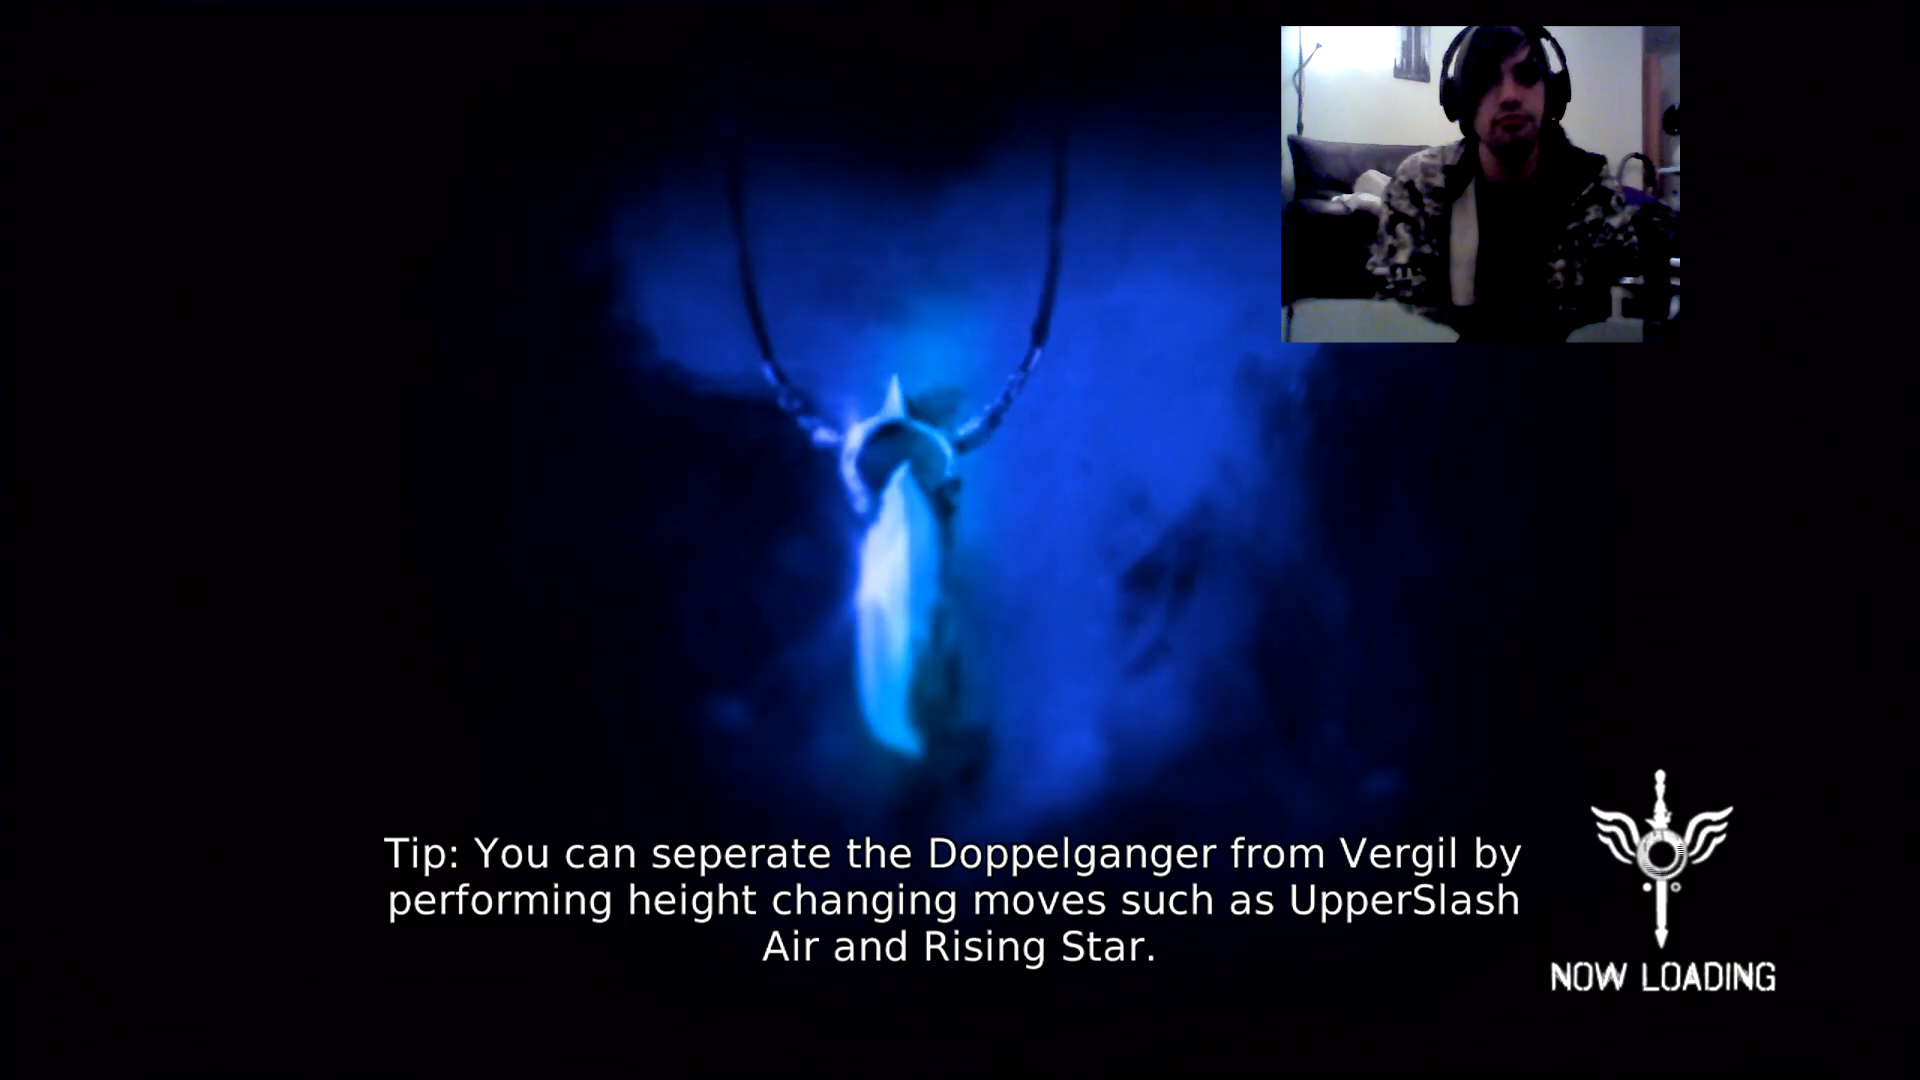 Tip: You can seperate the Doppelganger from Vergil by
performing height changing moves such as UpperSlash
Air and Rising Star.
NOW LOADING